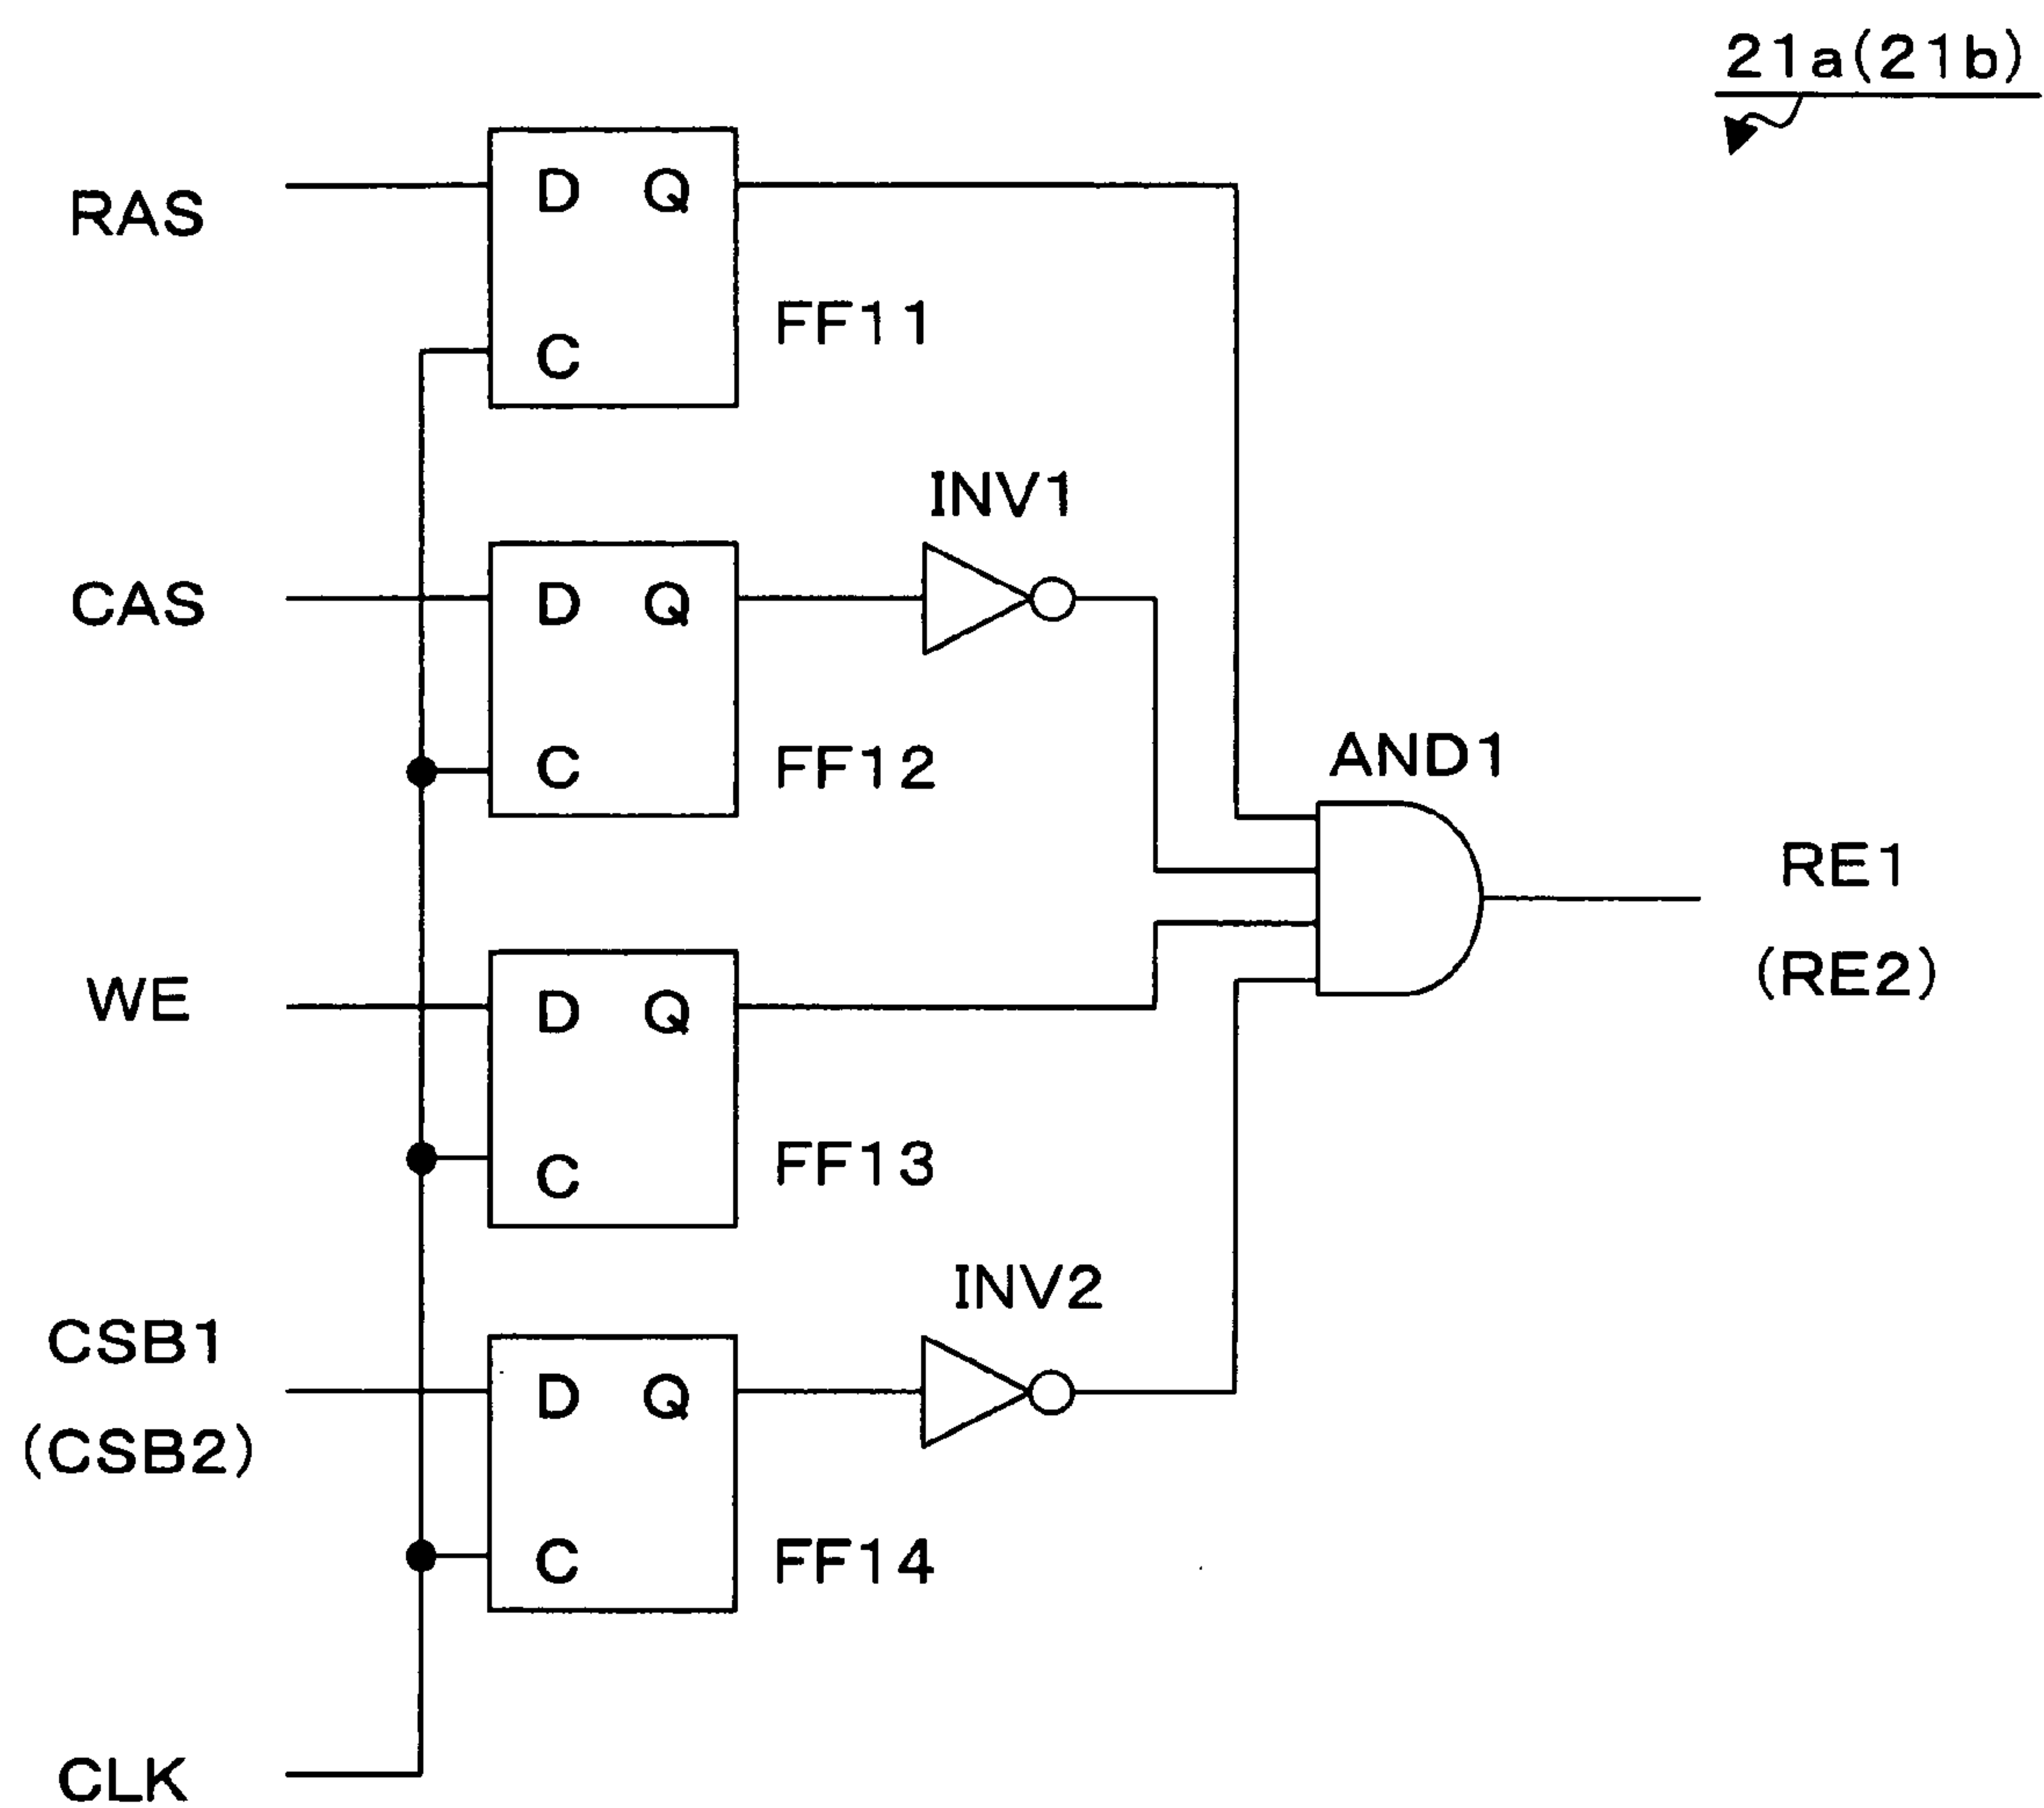 21a(21b)
RAS
D Q
C
FF11
INV1
CAS
D Q
C
FF12
AND1
RE1
(RE2)
WE
D Q
C
FF13
INV2
CSB1
(CSB2)
D Q
C
FF14
CLK